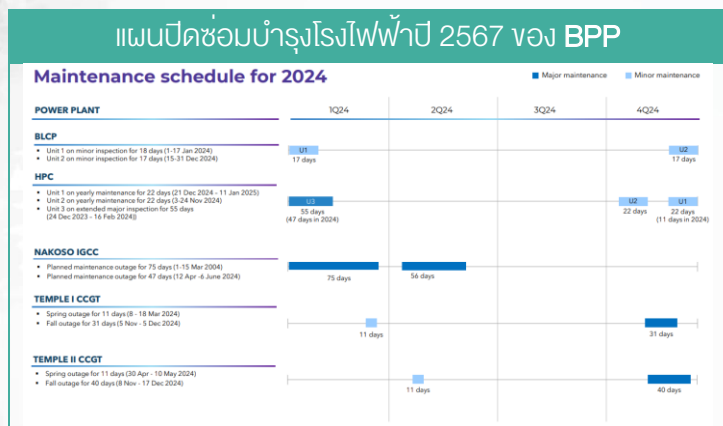 แผนปิดซ่อมบำรุงโรงไฟฟ้าปี 2567 ของ BPP
Maintenance schedule for 2024
Major maintenance Minor maintenance
POWER PLANT 1Q24 2Q24 3Q24 4Q24
BLCP
• Unit 1 on minor inspection for 18 days (1-17 Jan 2024)
• Unit 2 on minor inspection for 17 days (15-31 Dec 2024)
U1 U2
17 days 17 days
HPC
• Unit 1 on yearly maintenance for 22 days (21 Dec 2024 - 11 Jan 2025)
• Unit 2 on yearly maintenance for 22 days (3-24 Nov 2024)
• Unit 3 on extended major inspection for 55 days
(24 Dec 2023 - 16 Feb 2024))
U3 U2 U1
55 days 22 days 22 days
(47 days in 2024) (11 days in 2024)
NAKOSO IGCC
• Planned maintenance outage for 75 days (1-15 Mar 2004)
• Planned maintenance outage for 47 days (12 Apr -6 June 2024)
75 days 56 days
TEMPLE I CCGT
• Spring outage for 11 days (8 - 18 Mar 2024)
• Fall outage for 31 days (5 Nov - 5 Dec 2024)
11 days 31 days
TEMPLE II CCGT
• Spring outage for 11 days (30 Apr - 10 May 2024)
• Fall outage for 40 days (8 Nov - 17 Dec 2024)
11 days 40 days